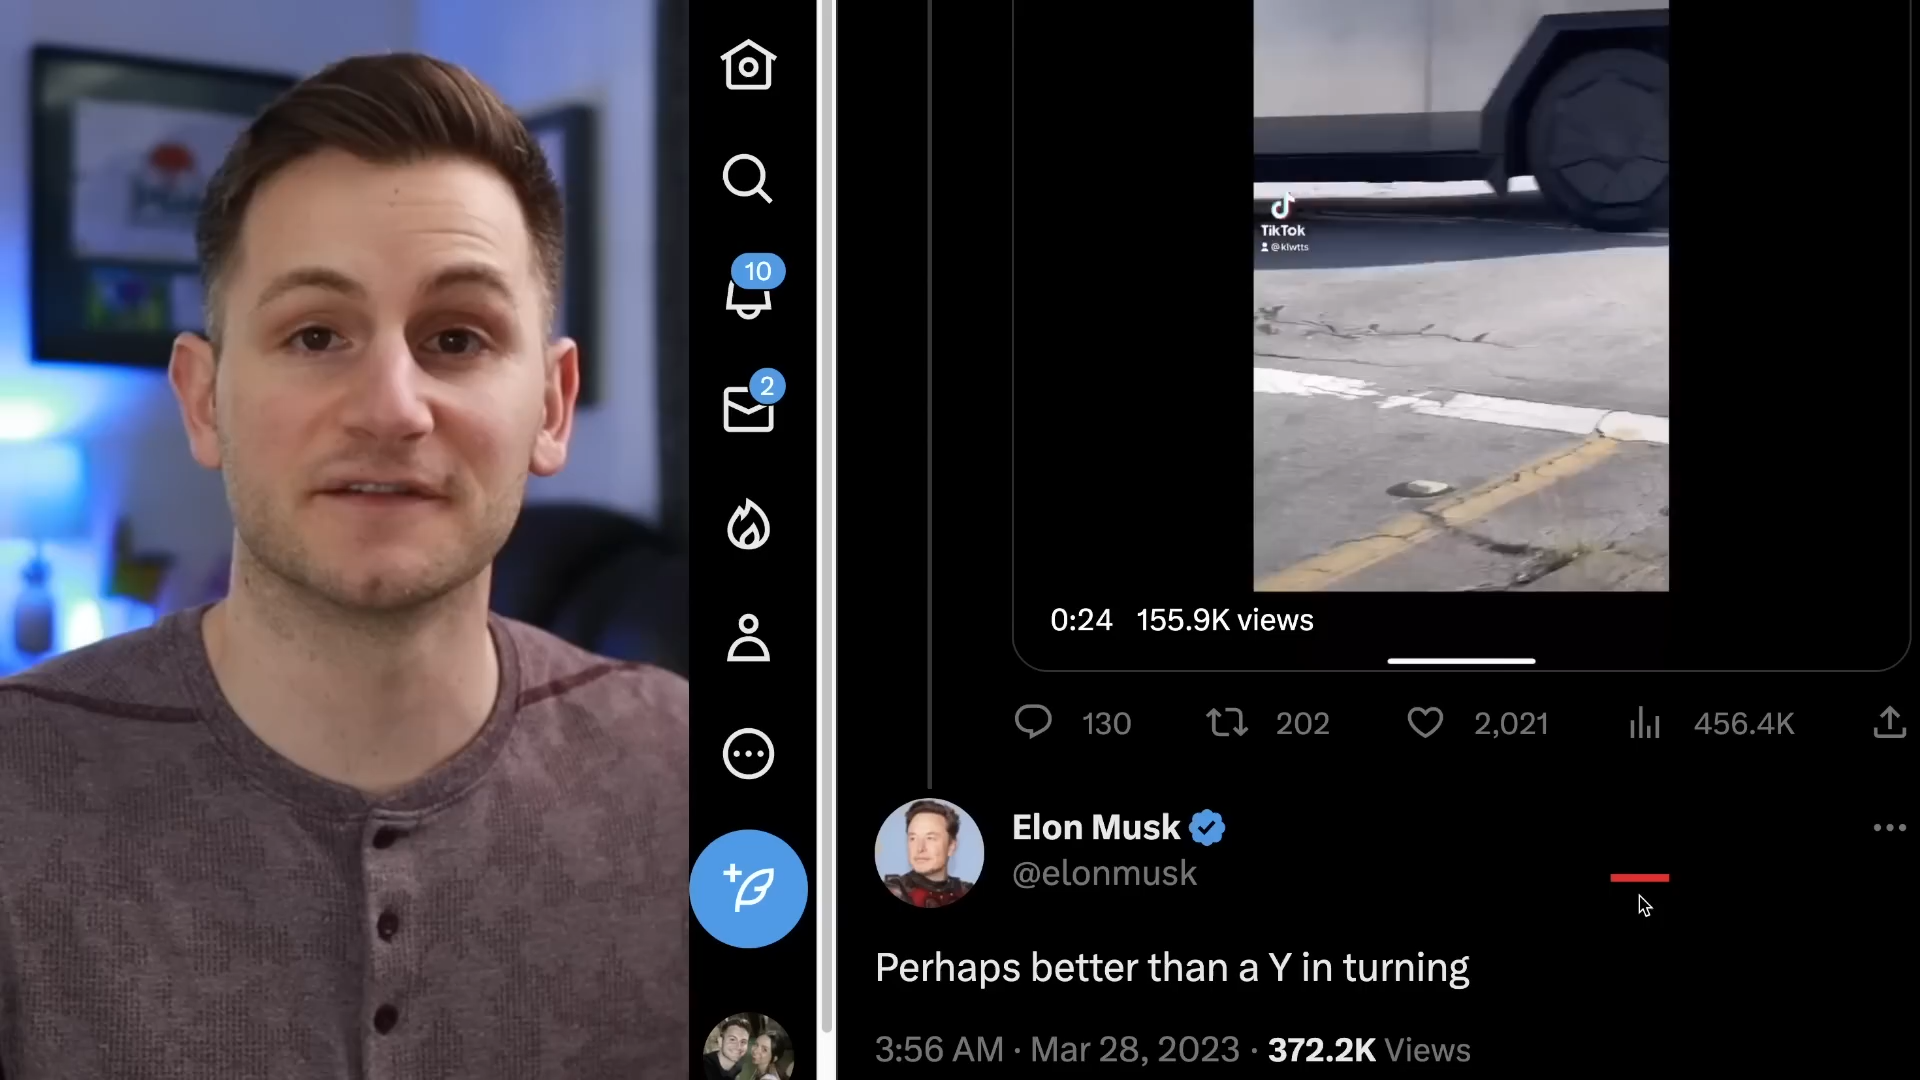 10
2
TikTok
@klwtts
0:24 155.9K views
130 202 2,021 456.4K
Elon Musk
@elonmusk
Perhaps better than a Y in turning
3:56 AM · Mar 28, 2023 · 372.2K Views